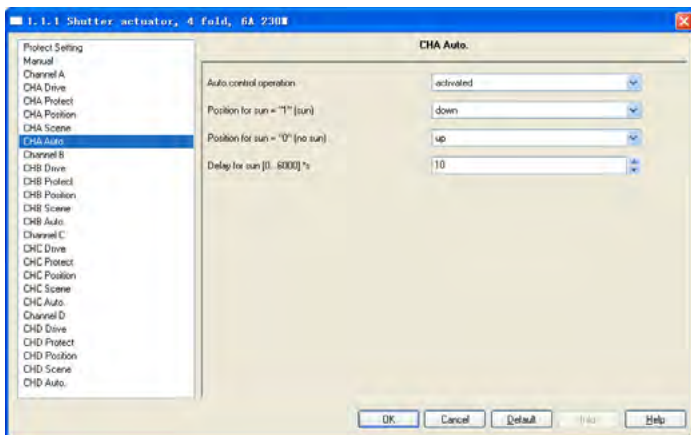 1.1.1 Shutter actuator, 4 fold, 6A 230W
Protect Setting
Manual
Channel A
CHA Drive
CHA Protect
CHA Position
CHA Scene
CHA Auto.
Channel B
CHB Drive
CHB Protect
CHB Position
CHB Scene
CHB Auto.
Channel C
CHC Drive
CHC Protect
CHC Position
CHC Scene
CHC Auto.
Channel D
CHD Drive
CHD Protect
CHD Position
CHD Scene
CHD Auto.
CHA Auto.
Auto.control operation activated
Position for sun = "1" (sun) down
Position for sun = "0" (no sun) up
Delay for sun [0...6000] *s 10
OK Cancel Default Info Help